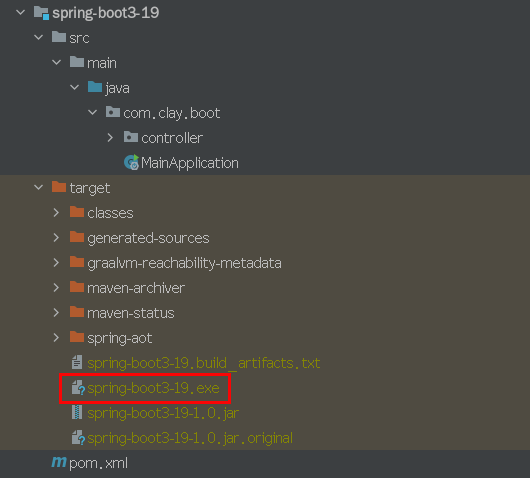 spring-boot3-19
src
main
java
com.clay.boot
controller
MainApplication
target
classes
generated-sources
graalvm-reachability-metadata
maven-archiver
maven-status
spring-aot
spring-boot3-19.build_artifacts.txt
spring-boot3-19.exe
spring-boot3-19-1.0.jar
spring-boot3-19-1.0.jar.original
m pom.xml